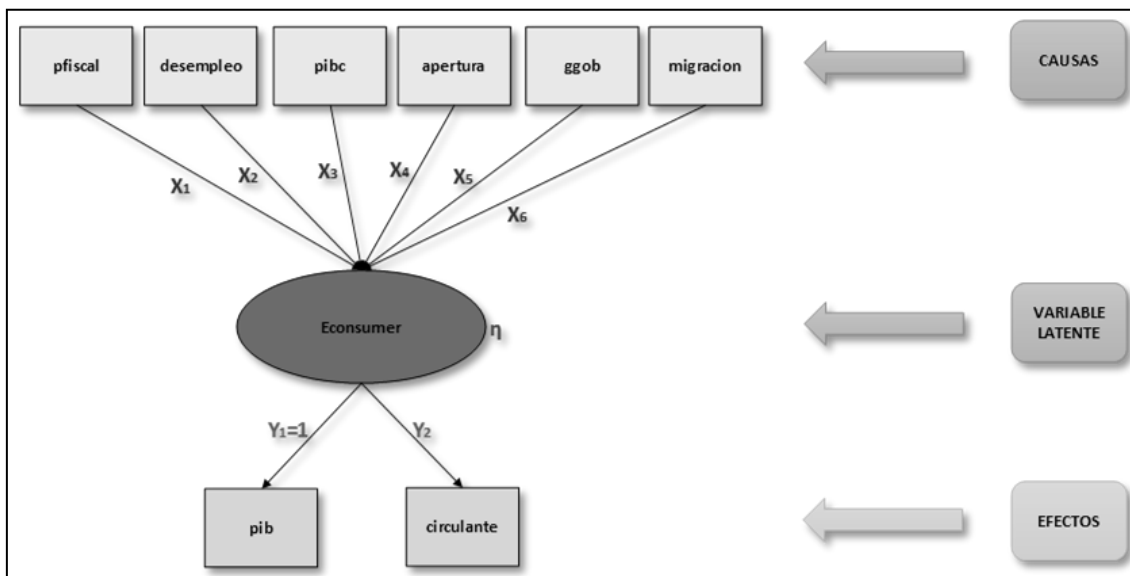 pfiscal
desempleo
pibc
apertura
ggob
migracion
CAUSAS
X₁
X₂
X₃
X₄
X₅
X₆
Econsumer
η
VARIABLE
LATENTE
Y₁=1
Y₂
pib
circulante
EFECTOS